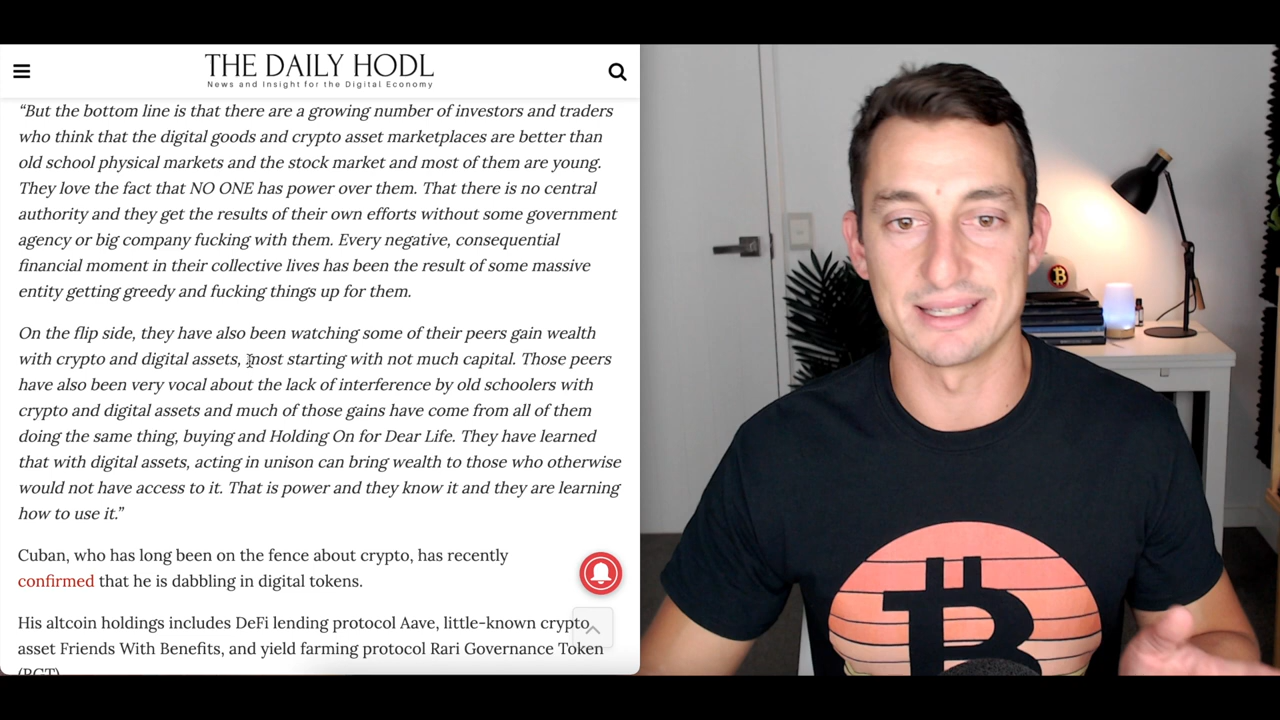 THE DAILY HODL
News and Insight for the Digital Economy
“But the bottom line is that there are a growing number of investors and traders
who think that the digital goods and crypto asset marketplaces are better than
old school physical markets and the stock market and most of them are young.
They love the fact that NO ONE has power over them. That there is no central
authority and they get the results of their own efforts without some government
agency or big company fucking with them. Every negative, consequential
financial moment in their collective lives has been the result of some massive
entity getting greedy and fucking things up for them.
On the flip side, they have also been watching some of their peers gain wealth
with crypto and digital assets, most starting with not much capital. Those peers
have also been very vocal about the lack of interference by old schoolers with
crypto and digital assets and much of those gains have come from all of them
doing the same thing, buying and Holding On for Dear Life. They have learned
that with digital assets, acting in unison can bring wealth to those who otherwise
would not have access to it. That is power and they know it and they are learning
how to use it.”
Cuban, who has long been on the fence about crypto, has recently
confirmed that he is dabbling in digital tokens.
His altcoin holdings includes DeFi lending protocol Aave, little-known crypto
asset Friends With Benefits, and yield farming protocol Rari Governance Token
(RGT)